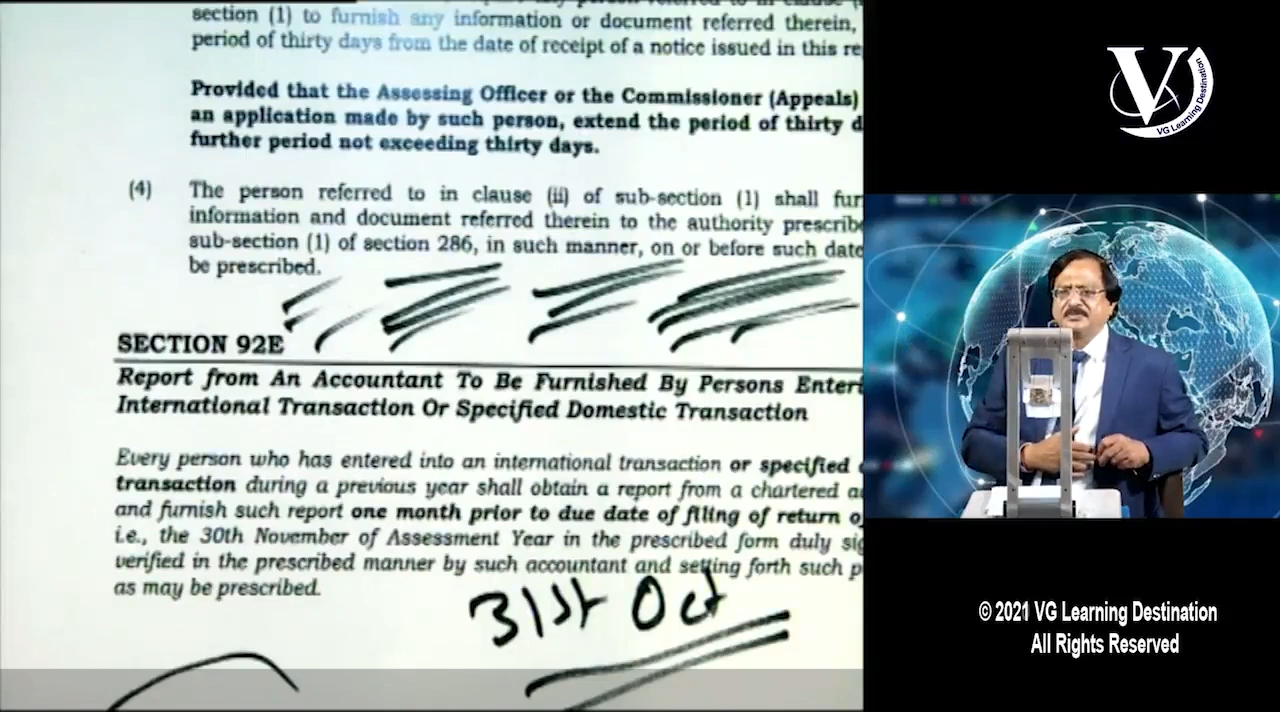 section (1) to furnish any information or document referred therein,
period of thirty days from the date of receipt of a notice issued in this re
Provided that the Assessing Officer or the Commissioner (Appeals)
an application made by such person, extend the period of thirty d
further period not exceeding thirty days.
(4) The person referred to in clause (ii) of sub-section (1) shall fur
information and document referred therein to the authority prescribe
sub-section (1) of section 286, in such manner, on or before such date
be prescribed.
SECTION 92E
Report from An Accountant To Be Furnished By Persons Enteri
International Transaction Or Specified Domestic Transaction
Every person who has entered into an international transaction or specified
transaction during a previous year shall obtain a report from a chartered a
and furnish such report one month prior to due date of filing of return o
i.e., the 30th November of Assessment Year in the prescribed form duly sig
verified in the prescribed manner by such accountant and setting forth such p
as may be prescribed.
31st Oct
V
VG Learning Destination
© 2021 VG Learning Destination
All Rights Reserved